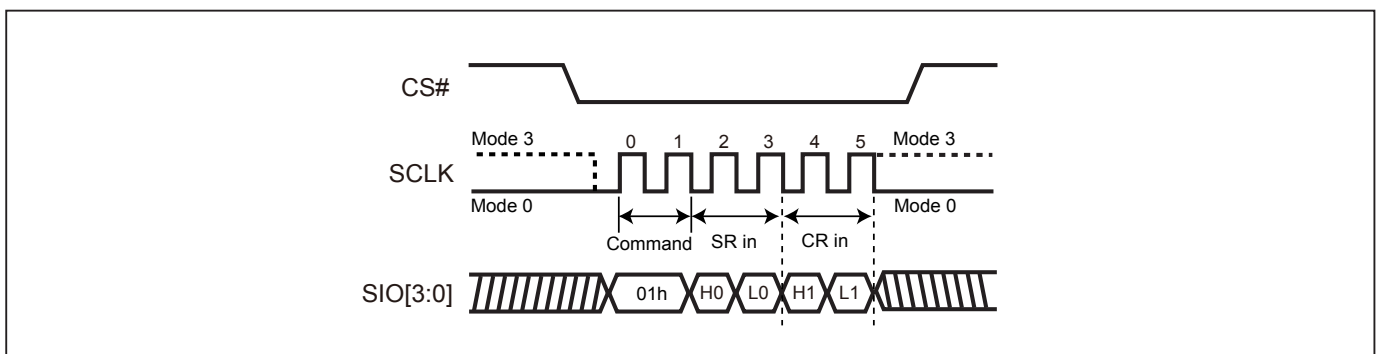 CS#
Mode 3 0 1 2 3 4 5 Mode 3
SCLK
Mode 0 Mode 0
Command SR in CR in
SIO[3:0] 01h H0 L0 H1 L1